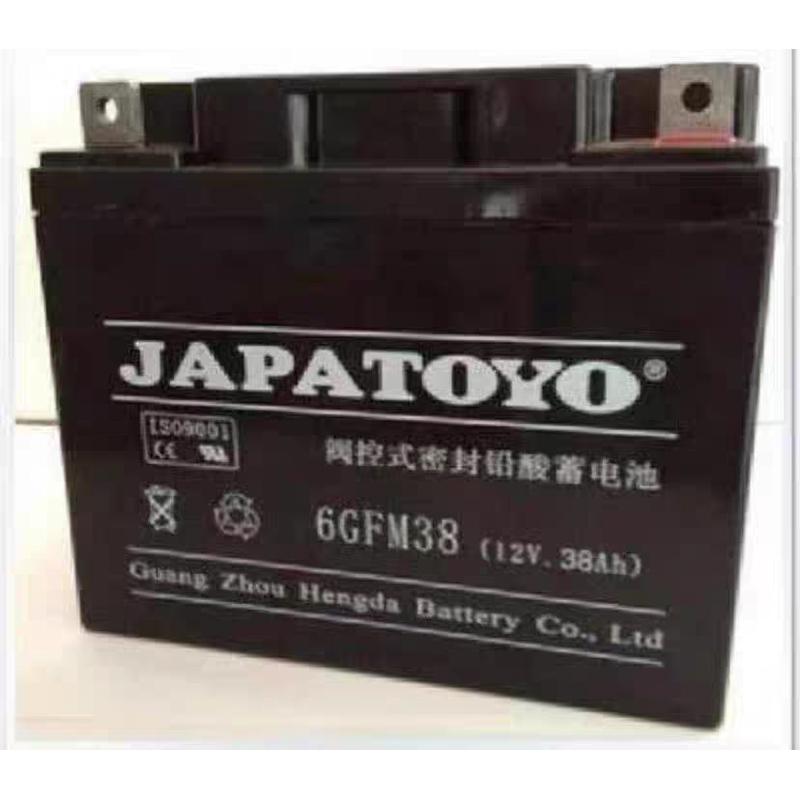 JAPATOYO®
ISO9001
CE
阀控式密封铅酸蓄电池
6GFM38 (12V.38Ah)
Guang Zhou Hengda Battery Co., Ltd